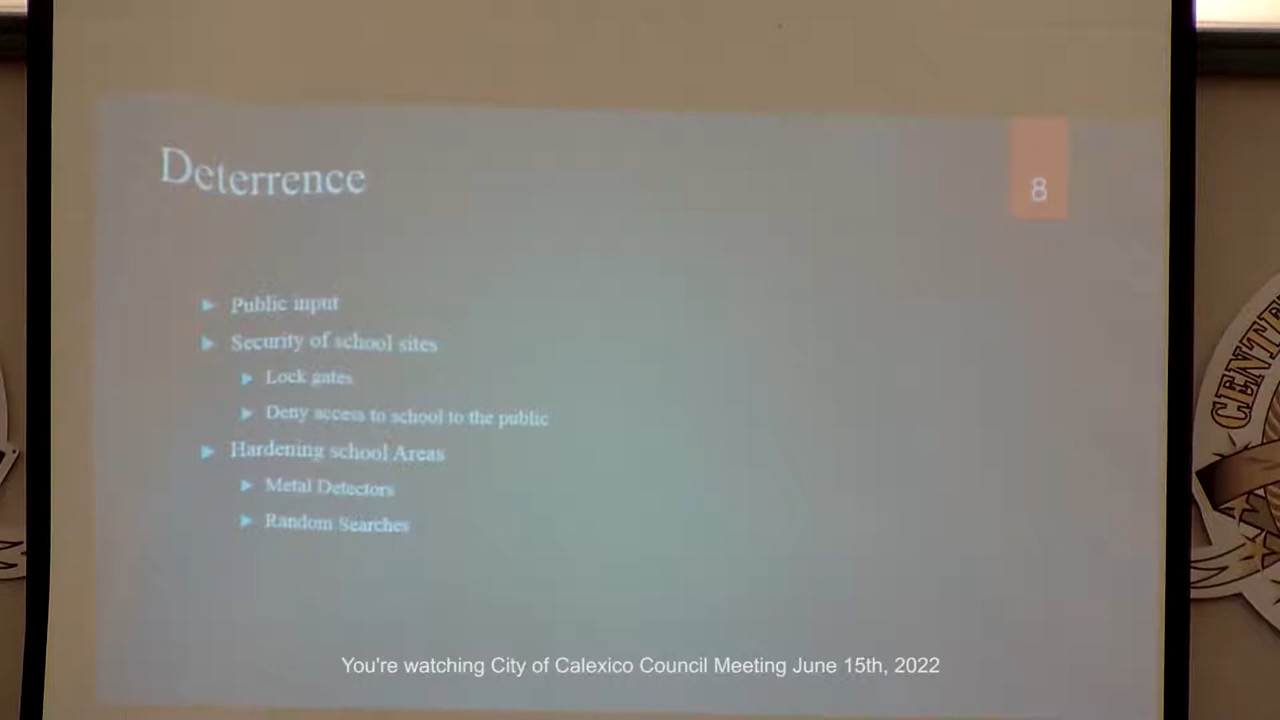 Deterrence
8
Public input
Security of school sites
Lock gates
Deny access to school to the public
Hardening school Areas
Metal Detectors
Random Searches
CENTE
You're watching City of Calexico Council Meeting June 15th, 2022